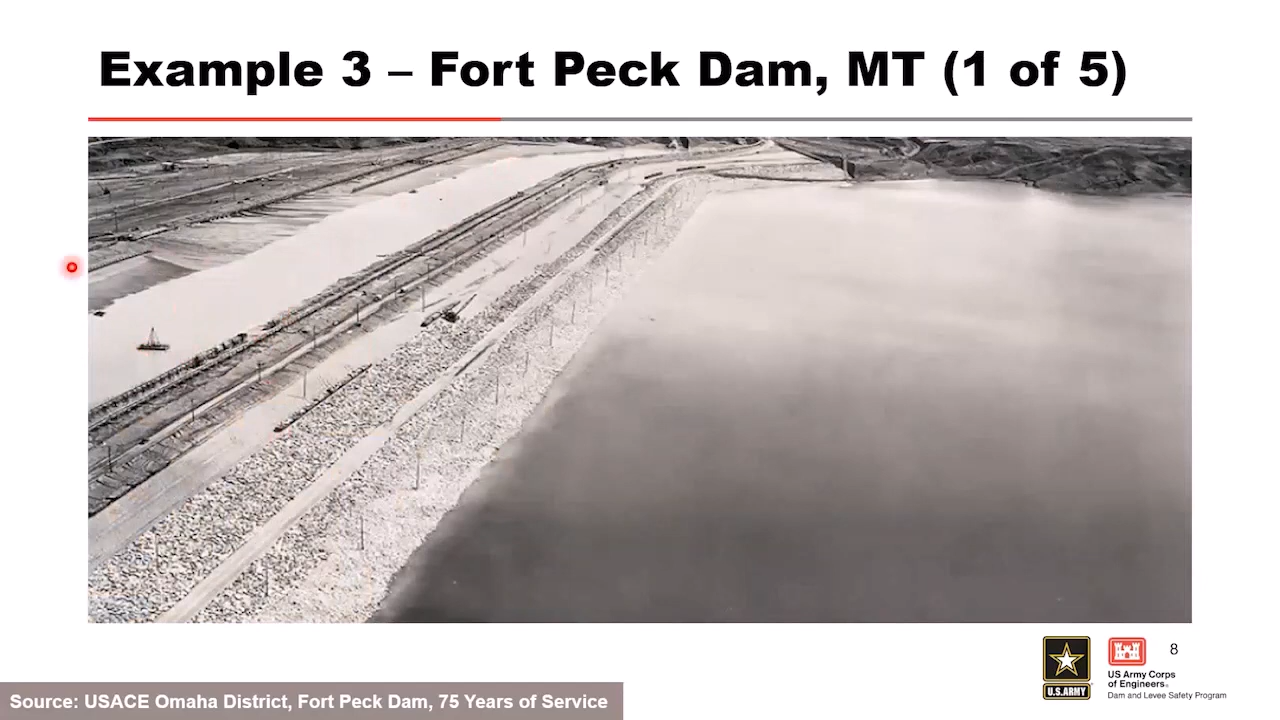 Example 3 – Fort Peck Dam, MT (1 of 5)
8
U.S.ARMY
US Army Corps
of Engineers®
Dam and Levee Safety Program
Source: USACE Omaha District, Fort Peck Dam, 75 Years of Service